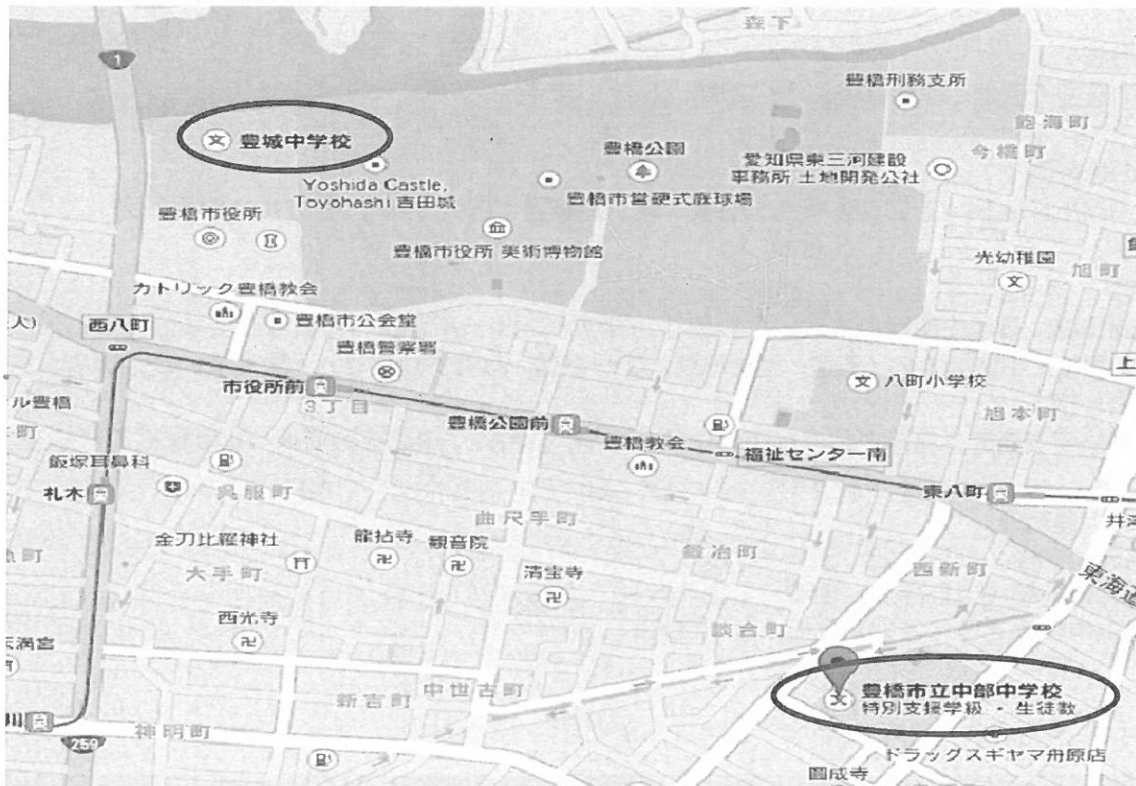 森下
1
豊橋刑務支所
飽海町
豊城中学校
豊橋公園
愛知県東三河建設
事務所 土地開発公社
今橋町
Yoshida Castle,
Toyohashi 吉田城
豊橋市営硬式庭球場
豊橋市役所
豊橋市役所 美術博物館
光幼稚園
旭町
カトリック豊橋教会
豊橋市公会堂
西八町
豊橋警察署
上
市役所前
3丁目
八町小学校
ル豊橋
豊橋公園前
旭本町
豊橋教会
福祉センター南
飯塚耳鼻科
札木
呉服町
東八町
曲尺手町
金刀比羅神社
龍拈寺
観音院
鍛冶町
大手町
清宝寺
西新町
東海道
西光寺
談合町
天満宮
豊橋市立中部中学校
特別支援学級 - 生徒数
新吉町
中世古町
川
259
神明町
ドラッグスギヤマ舟原店
圓成寺